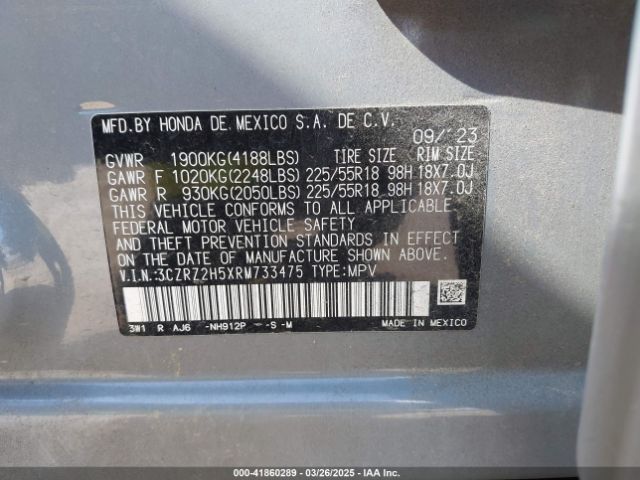 MFD.BY HONDA DE MEXICO S.A. DE C.V.
09/'23
GVWR 1900KG(4188LBS) TIRE SIZE RIM SIZE
GAWR F 1020KG(2248LBS) 225/55R18 98H 18X7.0J
GAWR R 930KG(2050LBS) 225/55R18 98H 18X7.0J
THIS VEHICLE CONFORMS TO ALL APPLICABLE
FEDERAL MOTOR VEHICLE SAFETY
AND THEFT PREVENTION STANDARDS IN EFFECT
ON THE DATE OF MANUFACTURE SHOWN ABOVE.
V.I.N.:3CZRZ2H5XRM733475 TYPE:MPV
3W1 R AJ6 -NH912P - -S -M MADE IN MEXICO
000-41860289 | 03/26/2025 | IAA Inc.